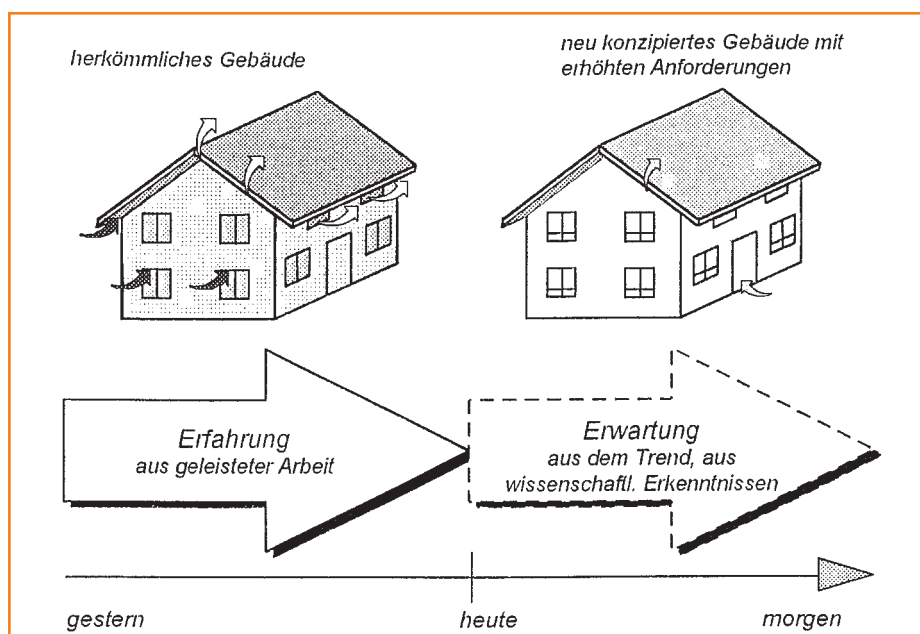 herkömmliches Gebäude
neu konzipiertes Gebäude mit
erhöhten Anforderungen
Erfahrung
aus geleisteter Arbeit
Erwartung
aus dem Trend, aus
wissenschaftl. Erkenntnissen
gestern
heute
morgen